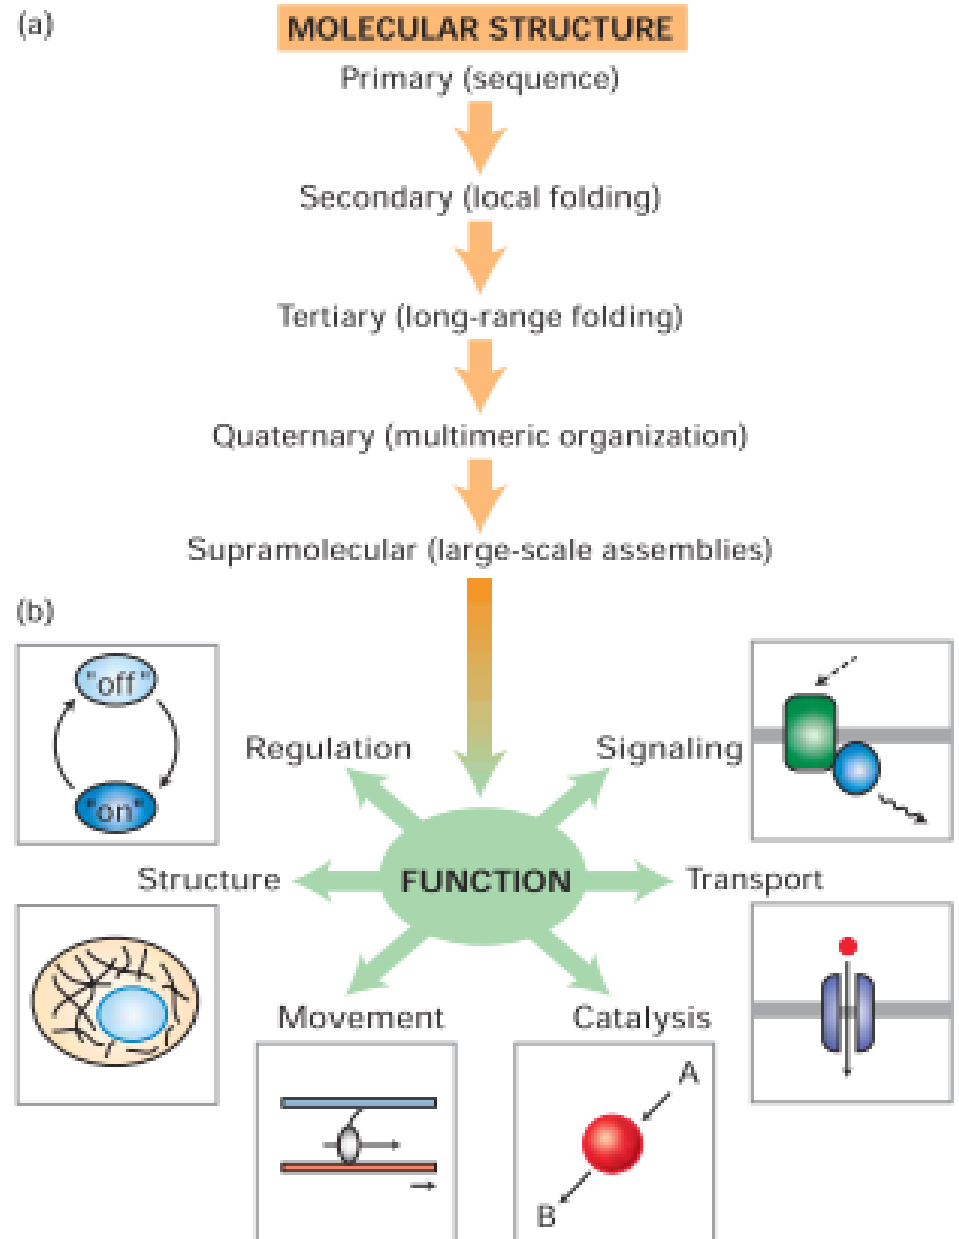 (a)
MOLECULAR STRUCTURE
Primary (sequence)
Secondary (local folding)
Tertiary (long-range folding)
Quaternary (multimeric organization)
Supramolecular (large-scale assemblies)
(b)
"off"
"on"
Regulation
Signaling
Structure
FUNCTION
Transport
Movement
Catalysis
A
B